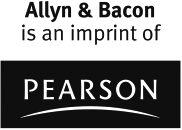 Allyn & Bacon
is an imprint of
PEARSON